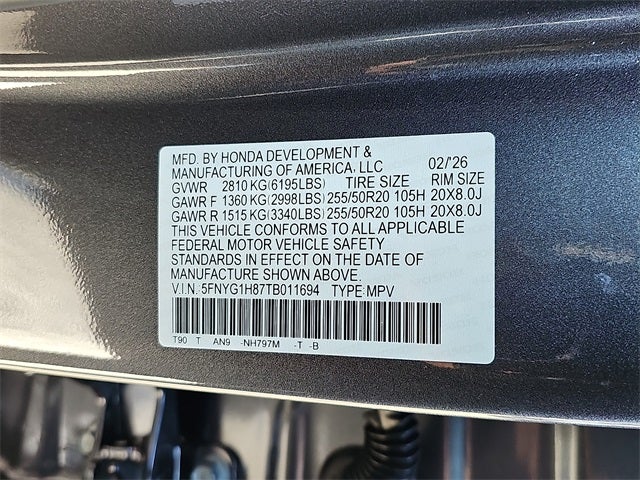 MFD. BY HONDA DEVELOPMENT &
MANUFACTURING OF AMERICA, LLC 02/'26
GVWR 2810 KG(6195LBS) TIRE SIZE RIM SIZE
GAWR F 1360 KG(2998LBS) 255/50R20 105H 20X8.0J
GAWR R 1515 KG(3340LBS) 255/50R20 105H 20X8.0J
THIS VEHICLE CONFORMS TO ALL APPLICABLE
FEDERAL MOTOR VEHICLE SAFETY
STANDARDS IN EFFECT ON THE DATE OF
MANUFACTURE SHOWN ABOVE.
V.I.N.: 5FNYG1H87TB011694 TYPE:MPV
T90 T AN9 -NH797M -T -B